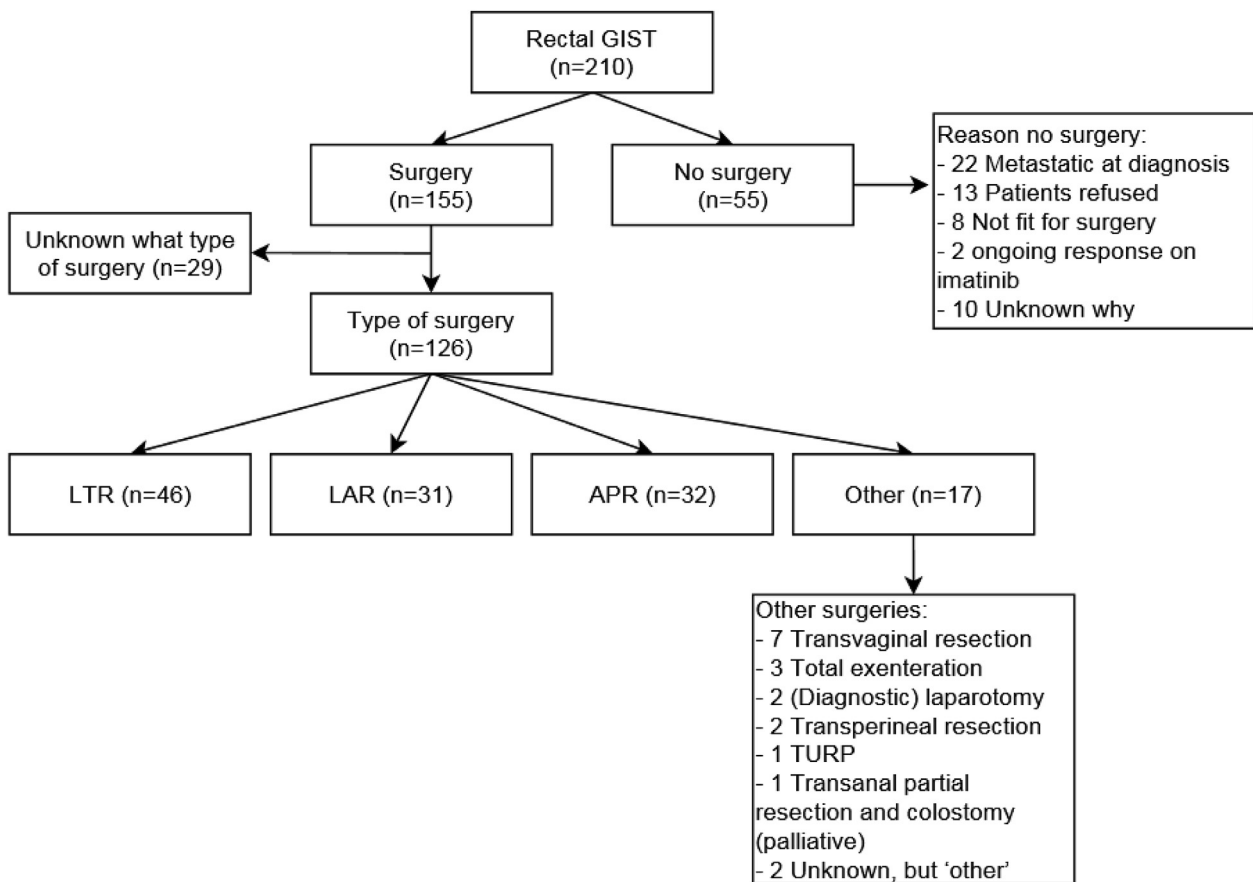 Rectal GIST
(n=210)
Surgery
(n=155)
No surgery
(n=55)
Reason no surgery:
- 22 Metastatic at diagnosis
- 13 Patients refused
- 8 Not fit for surgery
- 2 ongoing response on
imatinib
- 10 Unknown why
Unknown what type
of surgery (n=29)
Type of surgery
(n=126)
LTR (n=46)
LAR (n=31)
APR (n=32)
Other (n=17)
Other surgeries:
- 7 Transvaginal resection
- 3 Total exenteration
- 2 (Diagnostic) laparotomy
- 2 Transperineal resection
- 1 TURP
- 1 Transanal partial
resection and colostomy
(palliative)
- 2 Unknown, but ‘other’